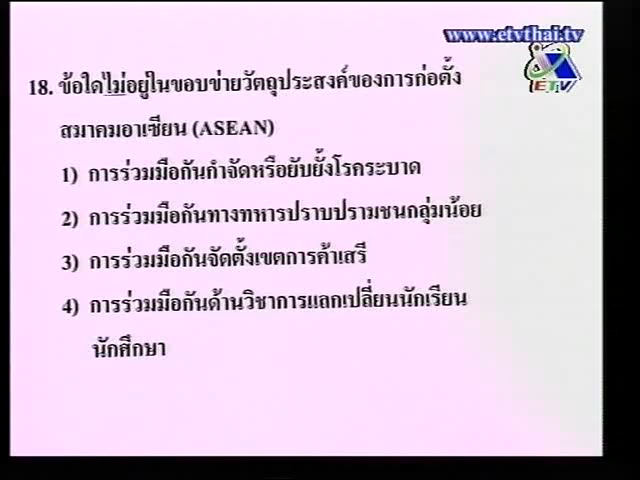 www.etvthai.tv
ETV
18. ข้อใดไม่อยู่ในขอบข่ายวัตถุประสงค์ของการก่อตั้ง
สมาคมอาเซียน (ASEAN)
1) การร่วมมือกันกำจัดหรือยับยั้งโรคระบาด
2) การร่วมมือกันทางทหารปราบปรามชนกลุ่มน้อย
3) การร่วมมือกันจัดตั้งเขตการค้าเสรี
4) การร่วมมือกันด้านวิชาการแลกเปลี่ยนนักเรียน
นักศึกษา